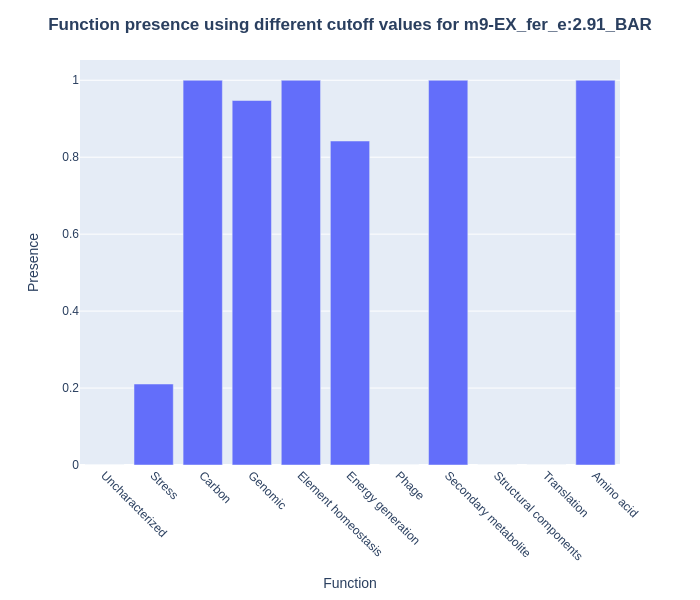 Function presence using different cutoff values for m9-EX_fer_e:2.91_BAR
1
0.8
0.6
0.4
0.2
0
Presence
Uncharacterized
Stress
Carbon
Genomic
Element homeostasis
Energy generation
Phage
Secondary metabolite
Structural components
Translation
Amino acid
Function